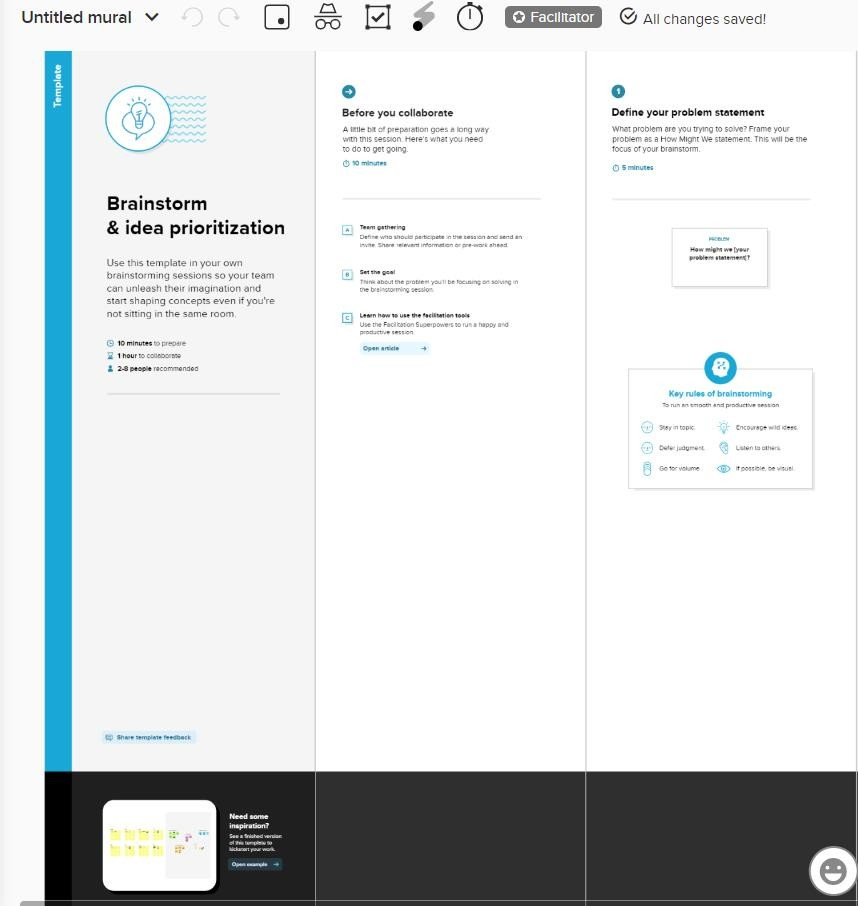 Untitled mural
Facilitator
All changes saved!
Template
Brainstorm
& idea prioritization
Use this template in your own
brainstorming sessions so your team
can unleash their imagination and
start shaping concepts even if you're
not sitting in the same room.
10 minutes to prepare
1 hour to collaborate
2-8 people recommended
Share template feedback
Need some
inspiration?
See a finished version
of this template to
kickstart your work.
Open example
Before you collaborate
A little bit of preparation goes a long way
with this session. Here's what you need
to do to get going.
10 minutes
A
Team gathering
Define who should participate in the session and send an
invite. Share relevant information or pre-work ahead.
B
Set the goal
Think about the problem you'll be focusing on solving in
the brainstorming session.
C
Learn how to use the facilitation tools
Use the Facilitation Superpowers to run a happy and
productive session.
Open article
1
Define your problem statement
What problem are you trying to solve? Frame your
problem as a How Might We statement. This will be the
focus of your brainstorm.
5 minutes
PROBLEM
How might we [your
problem statement]?
Key rules of brainstorming
To run an smooth and productive session
Stay in topic.
Encourage wild ideas.
Defer judgment.
Listen to others.
Go for volume.
If possible, be visual.